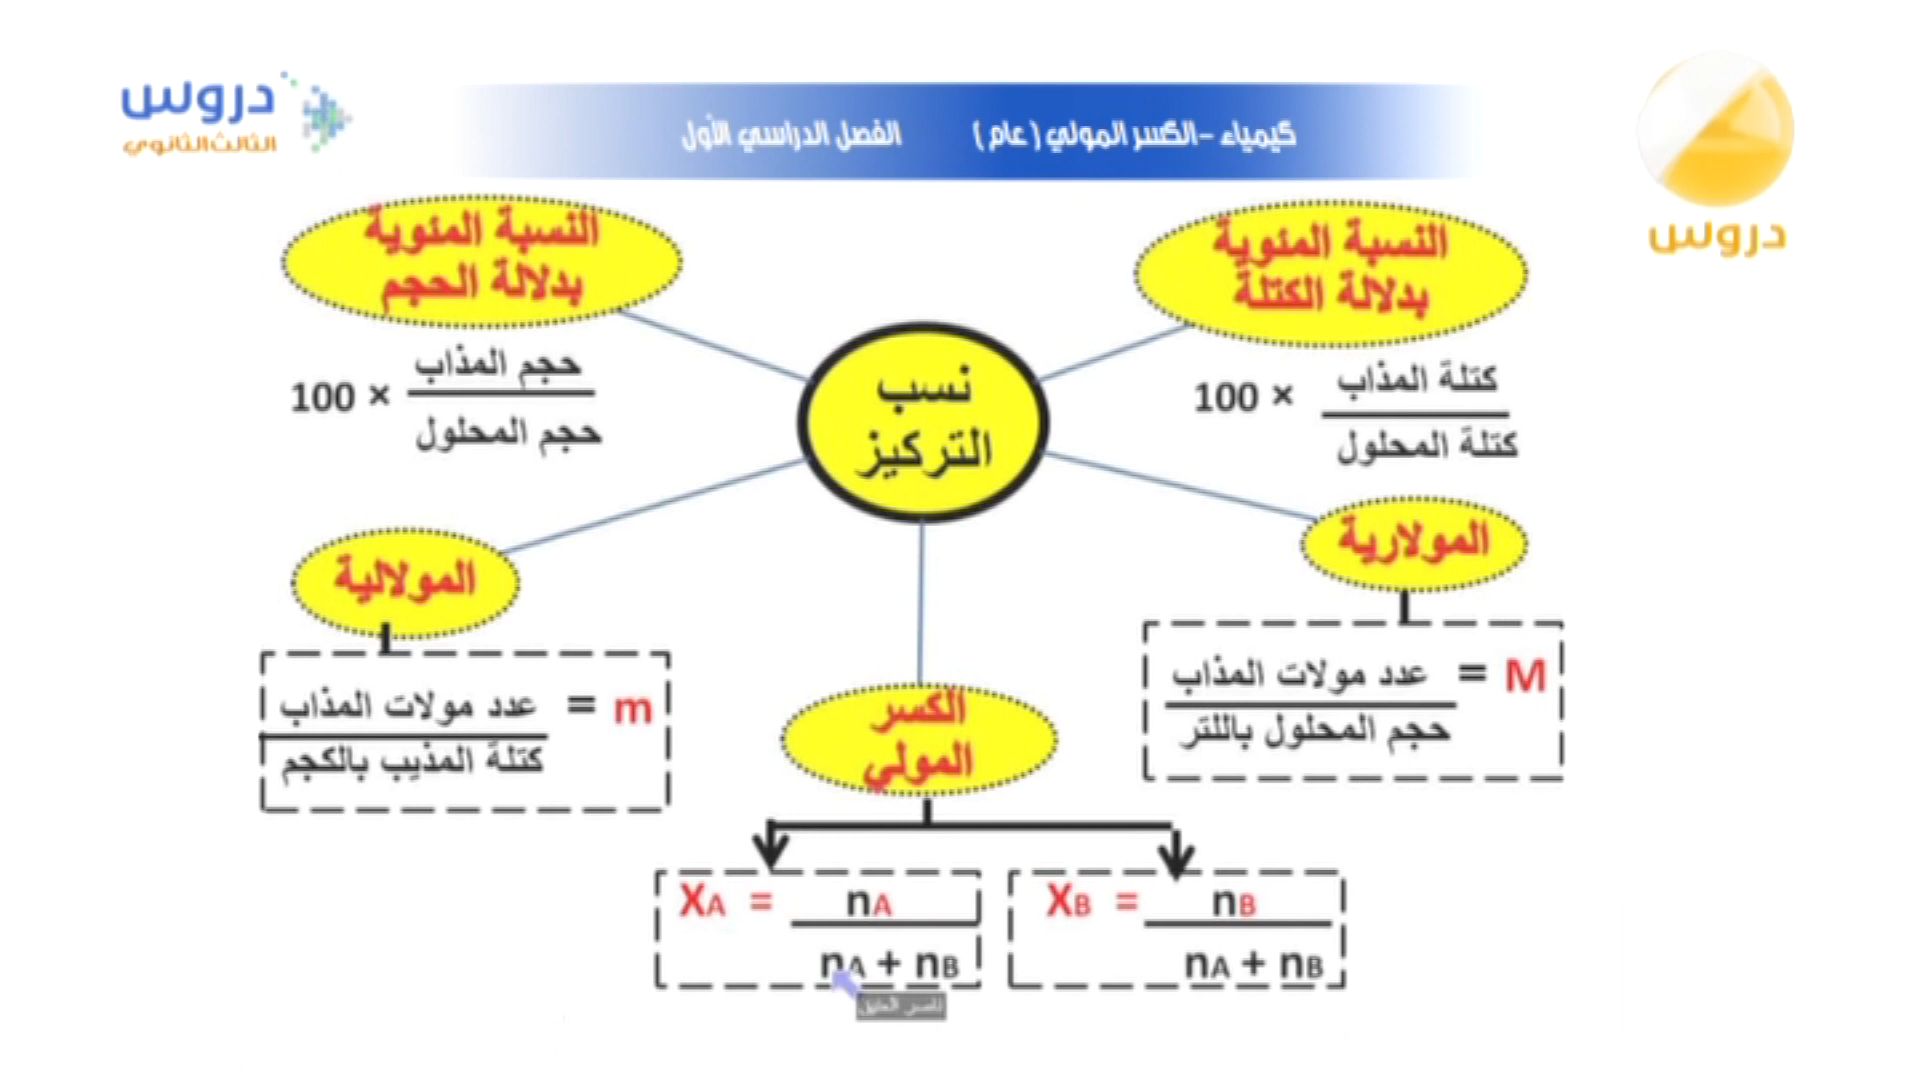 دروس
الثالث الثانوي
كيمياء -الكسر المولي ( عام ) الفصل الدراسي الأول
دروس
النسبة المئوية
بدلالة الكتلة
كتلة المذاب
100 ×
كتلة المحلول
النسبة المئوية
بدلالة الحجم
حجم المذاب
100 ×
حجم المحلول
نسب
التركيز
المولارية
M = عدد مولات المذاب
حجم المحلول باللتر
المولالية
m = عدد مولات المذاب
كتلة المذيب بالكجم
الكسر
المولي
XA = nA
nA + nB
XB = nB
nA + nB